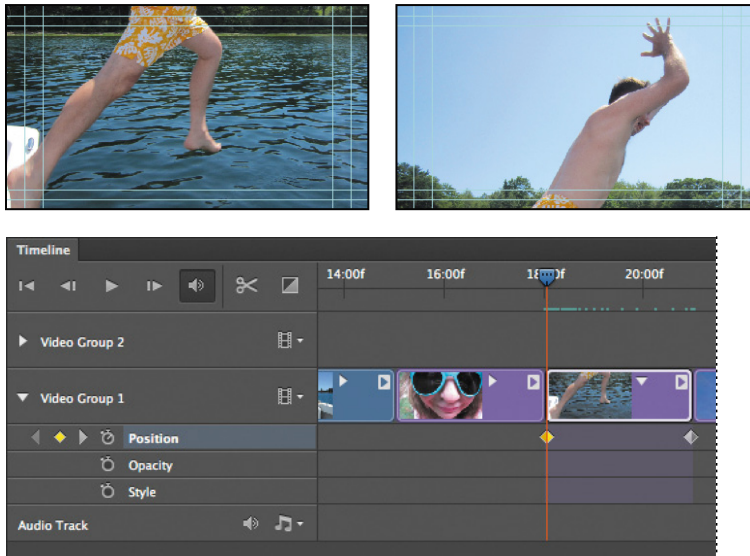 Timeline
14:00f 16:00f 20:00f
Video Group 2
Video Group 1
Position
Opacity
Style
Audio Track